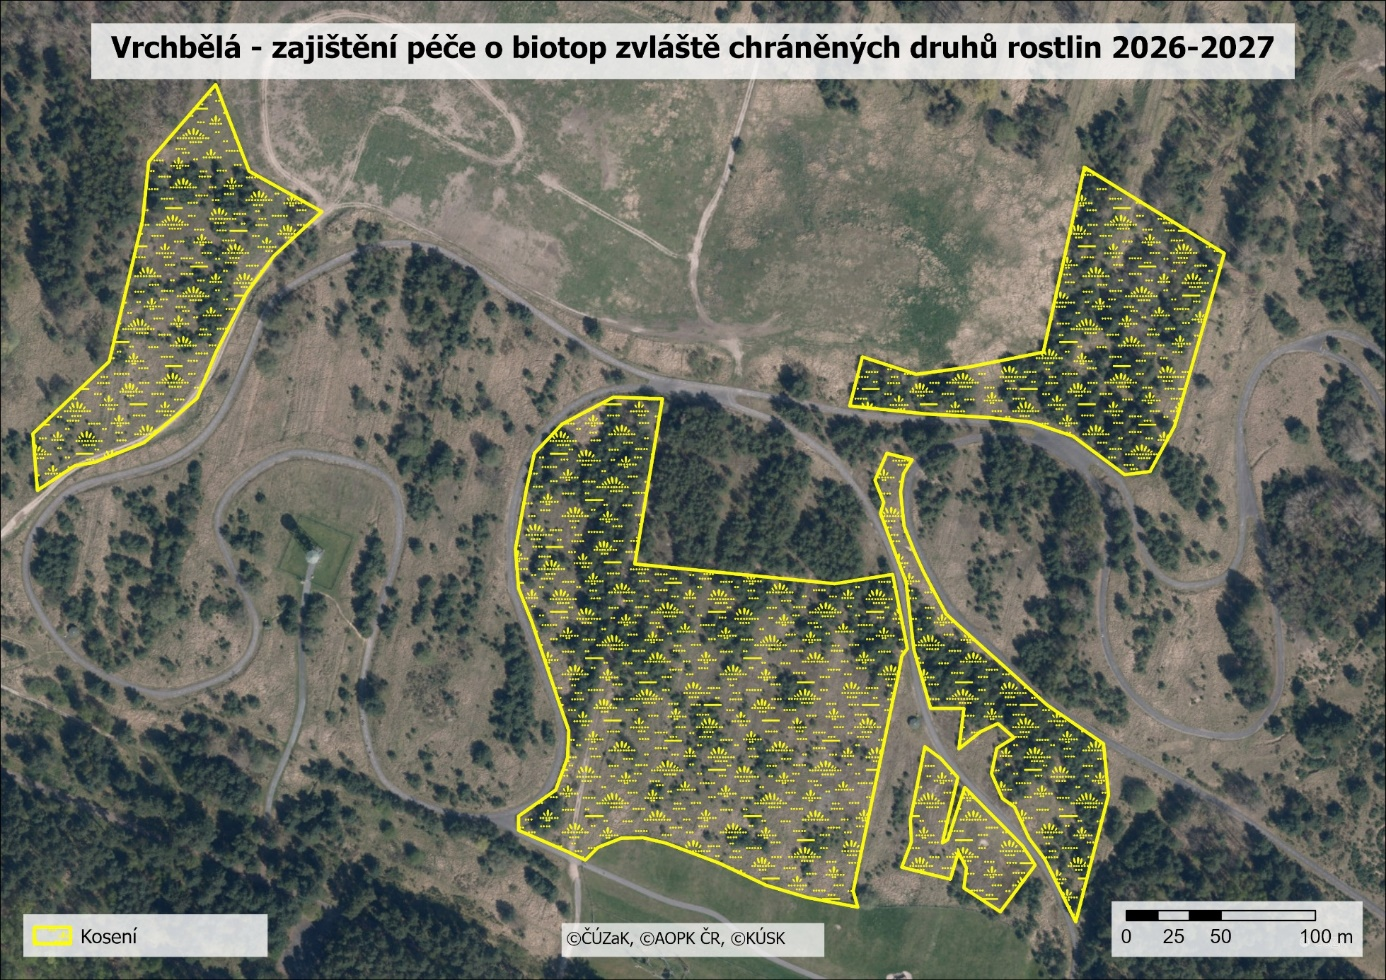 Vrchbělá - zajištění péče o biotop zvláště chráněných druhů rostlin 2026-2027
Kosení
©ČÚZaK, ©AOPK ČR, ©KÚSK
0 25 50 100 m